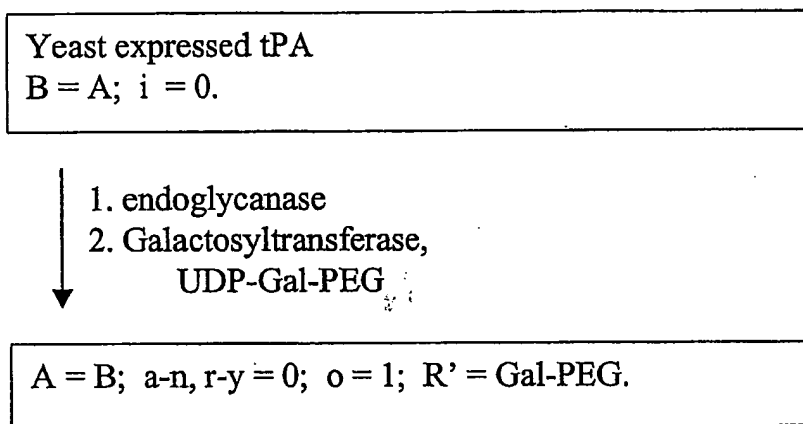 Yeast expressed tPA
B = A; i = 0.
1. endoglycanase
2. Galactosyltransferase,
UDP-Gal-PEG
A = B; a-n, r-y = 0; o = 1; R’ = Gal-PEG.